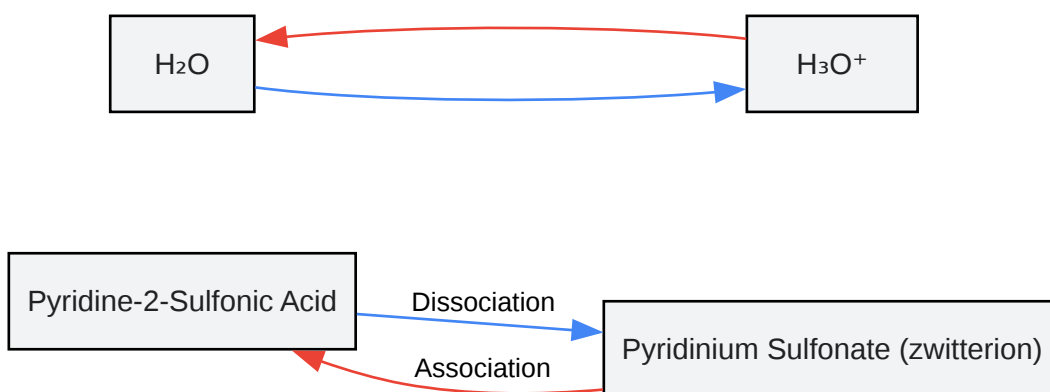 H₂O
H₃O⁺
Pyridine-2-Sulfonic Acid
Dissociation
Pyridinium Sulfonate (zwitterion)
Association